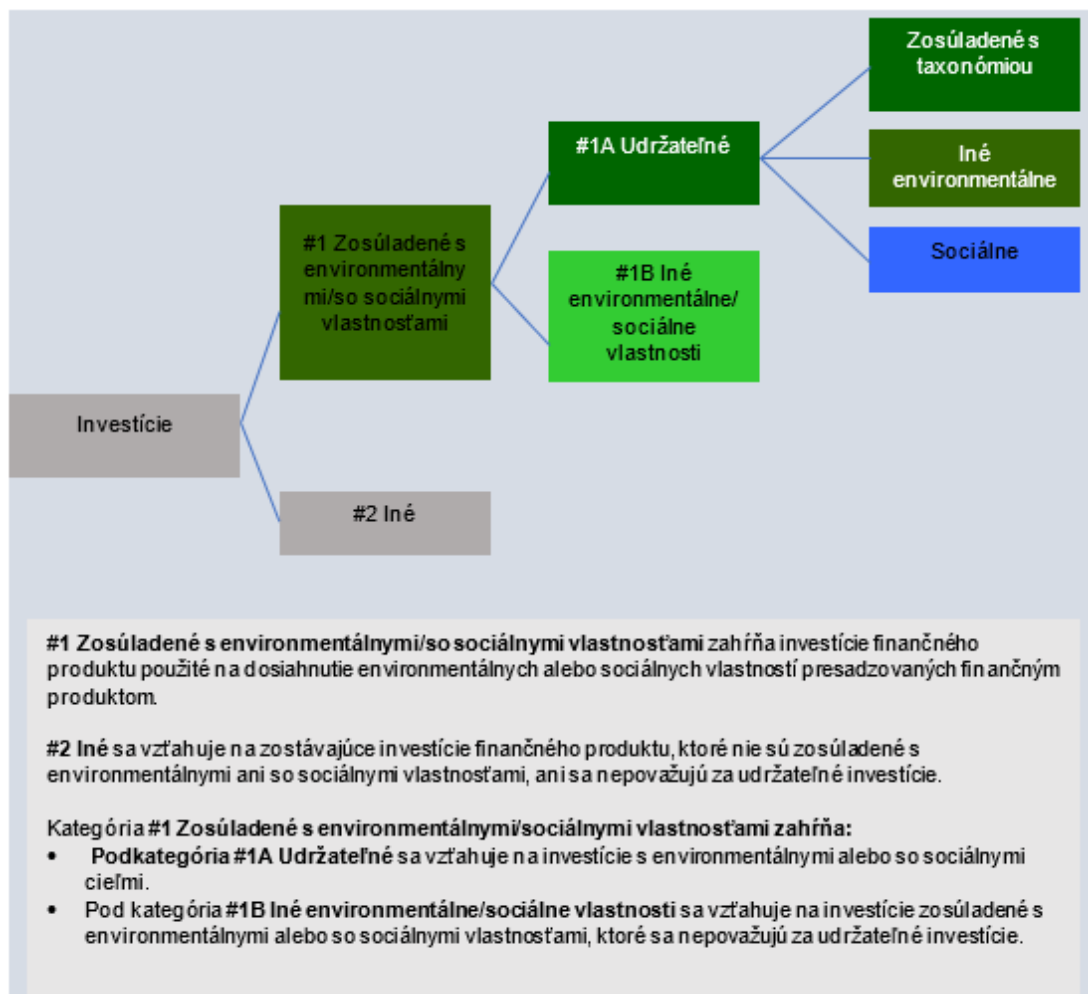 Zosúladené s
taxonómiou
#1A Udržateľné
Iné
environmentálne
#1 Zosúladené s
environmentálny
mi/so sociálnymi
vlastnosťami
Sociálne
#1B Iné
environmentálne/
sociálne
vlastnosti
Investície
#2 Iné
#1 Zosúladené s environmentálnymi/so sociálnymi vlastnosťami zahŕňa investície finančného
produktu použité na dosiahnutie environmentálnych alebo sociálnych vlastností presadzovaných finančným
produktom.
#2 Iné sa vzťahuje na zostávajúce investície finančného produktu, ktoré nie sú zosúladené s
environmentálnymi ani so sociálnymi vlastnosťami, ani sa nepovažujú za udržateľné investície.
Kategória #1 Zosúladené s environmentálnymi/sociálnymi vlastnosťami zahŕňa:
• Podkategória #1A Udržateľné sa vzťahuje na investície s environmentálnymi alebo so sociálnymi
cieľmi.
• Pod kategória #1B Iné environmentálne/sociálne vlastnosti sa vzťahuje na investície zosúladené s
environmentálnymi alebo so sociálnymi vlastnosťami, ktoré sa nepovažujú za udržateľné investície.